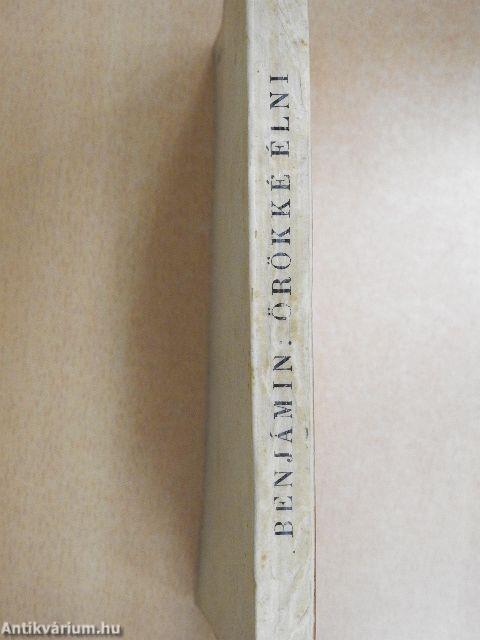 BENJÁMIN: ÖRÖKKÉ ÉLNI
Antikvárium.hu